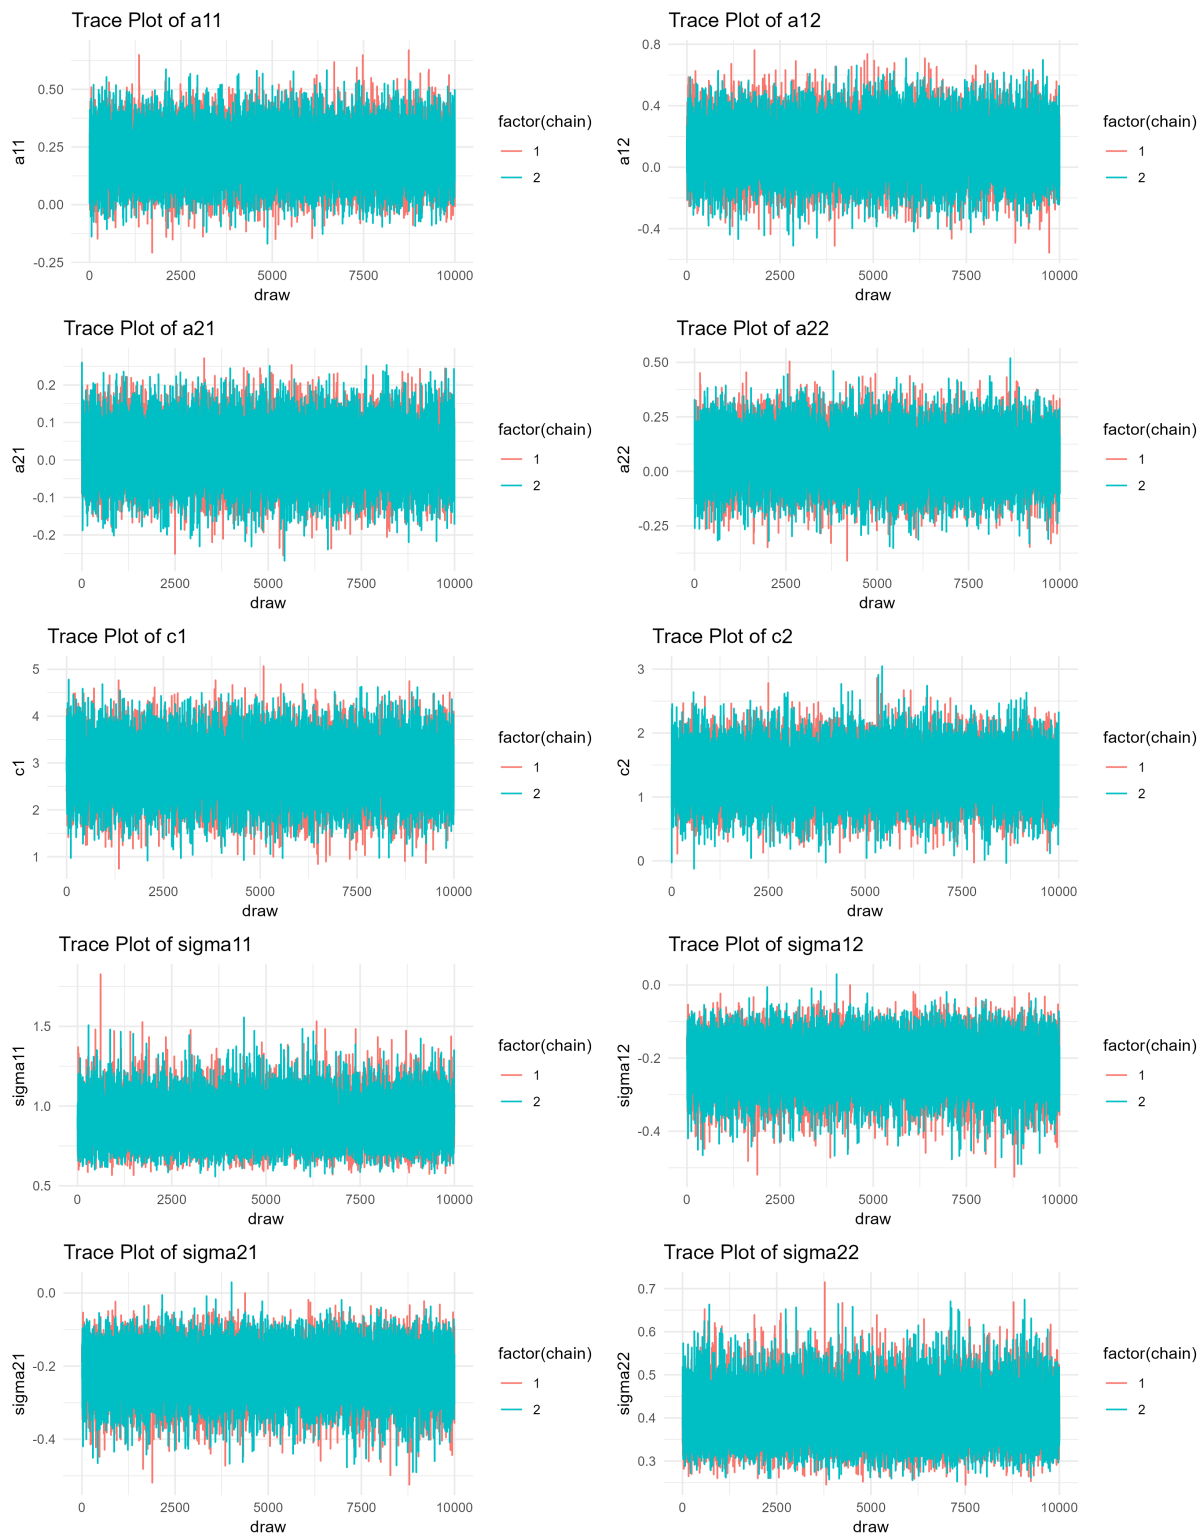 Trace Plot of a11
a11
0.50
0.25
0.00
-0.25
0 2500 5000 7500 10000
draw
factor(chain)
1
2
Trace Plot of a12
a12
0.8
0.4
0.0
-0.4
0 2500 5000 7500 10000
draw
factor(chain)
1
2
Trace Plot of a21
a21
0.2
0.1
0.0
-0.1
-0.2
0 2500 5000 7500 10000
draw
factor(chain)
1
2
Trace Plot of a22
a22
0.50
0.25
0.00
-0.25
0 2500 5000 7500 10000
draw
factor(chain)
1
2
Trace Plot of c1
c1
5
4
3
2
1
0 2500 5000 7500 10000
draw
factor(chain)
1
2
Trace Plot of c2
c2
3
2
1
0
0 2500 5000 7500 10000
draw
factor(chain)
1
2
Trace Plot of sigma11
sigma11
1.5
1.0
0.5
0 2500 5000 7500 10000
draw
factor(chain)
1
2
Trace Plot of sigma12
sigma12
0.0
-0.2
-0.4
0 2500 5000 7500 10000
draw
factor(chain)
1
2
Trace Plot of sigma21
sigma21
0.0
-0.2
-0.4
0 2500 5000 7500 10000
draw
factor(chain)
1
2
Trace Plot of sigma22
sigma22
0.7
0.6
0.5
0.4
0.3
0 2500 5000 7500 10000
draw
factor(chain)
1
2